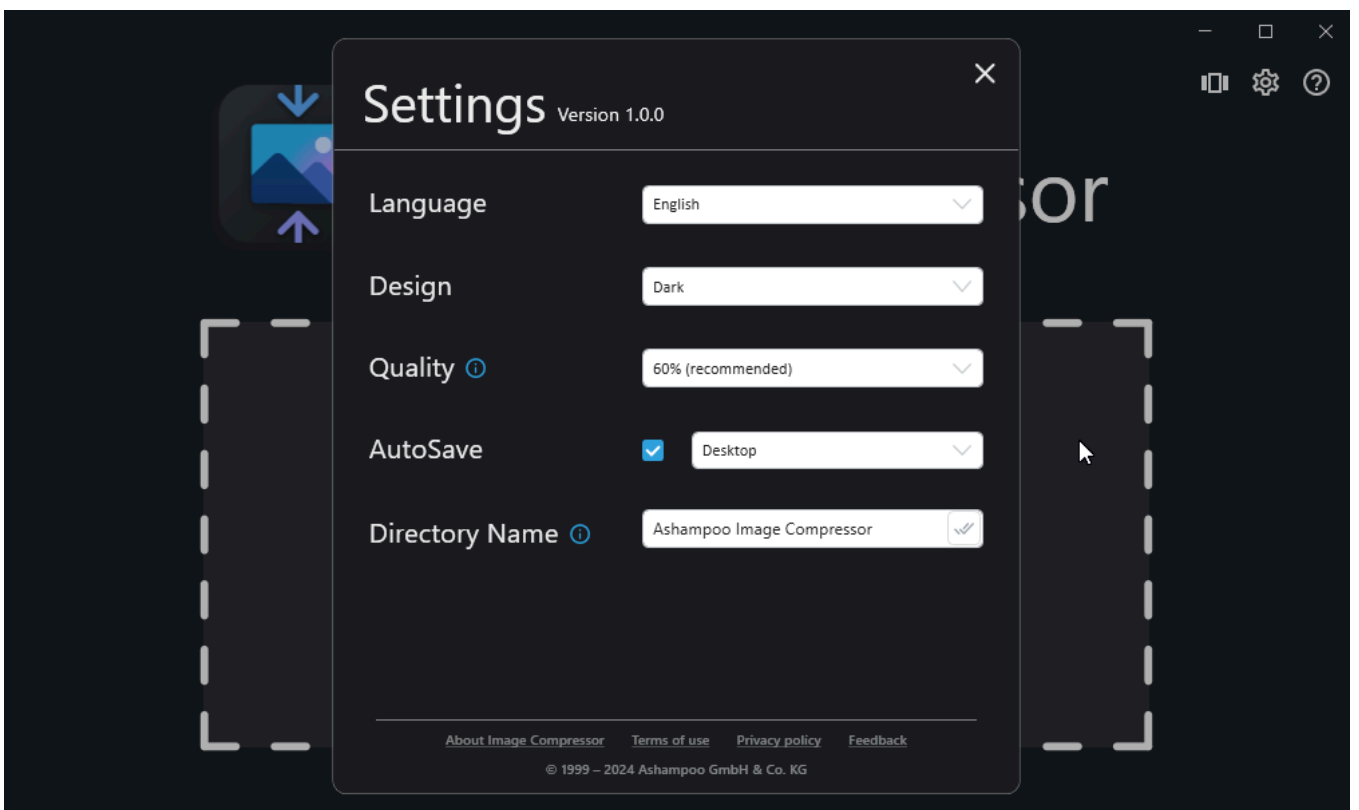 Settings Version 1.0.0
sor
Language English
Design Dark
Quality 60% (recommended)
AutoSave Desktop
Directory Name Ashampoo Image Compressor
About Image Compressor Terms of use Privacy policy Feedback
© 1999 – 2024 Ashampoo GmbH & Co. KG